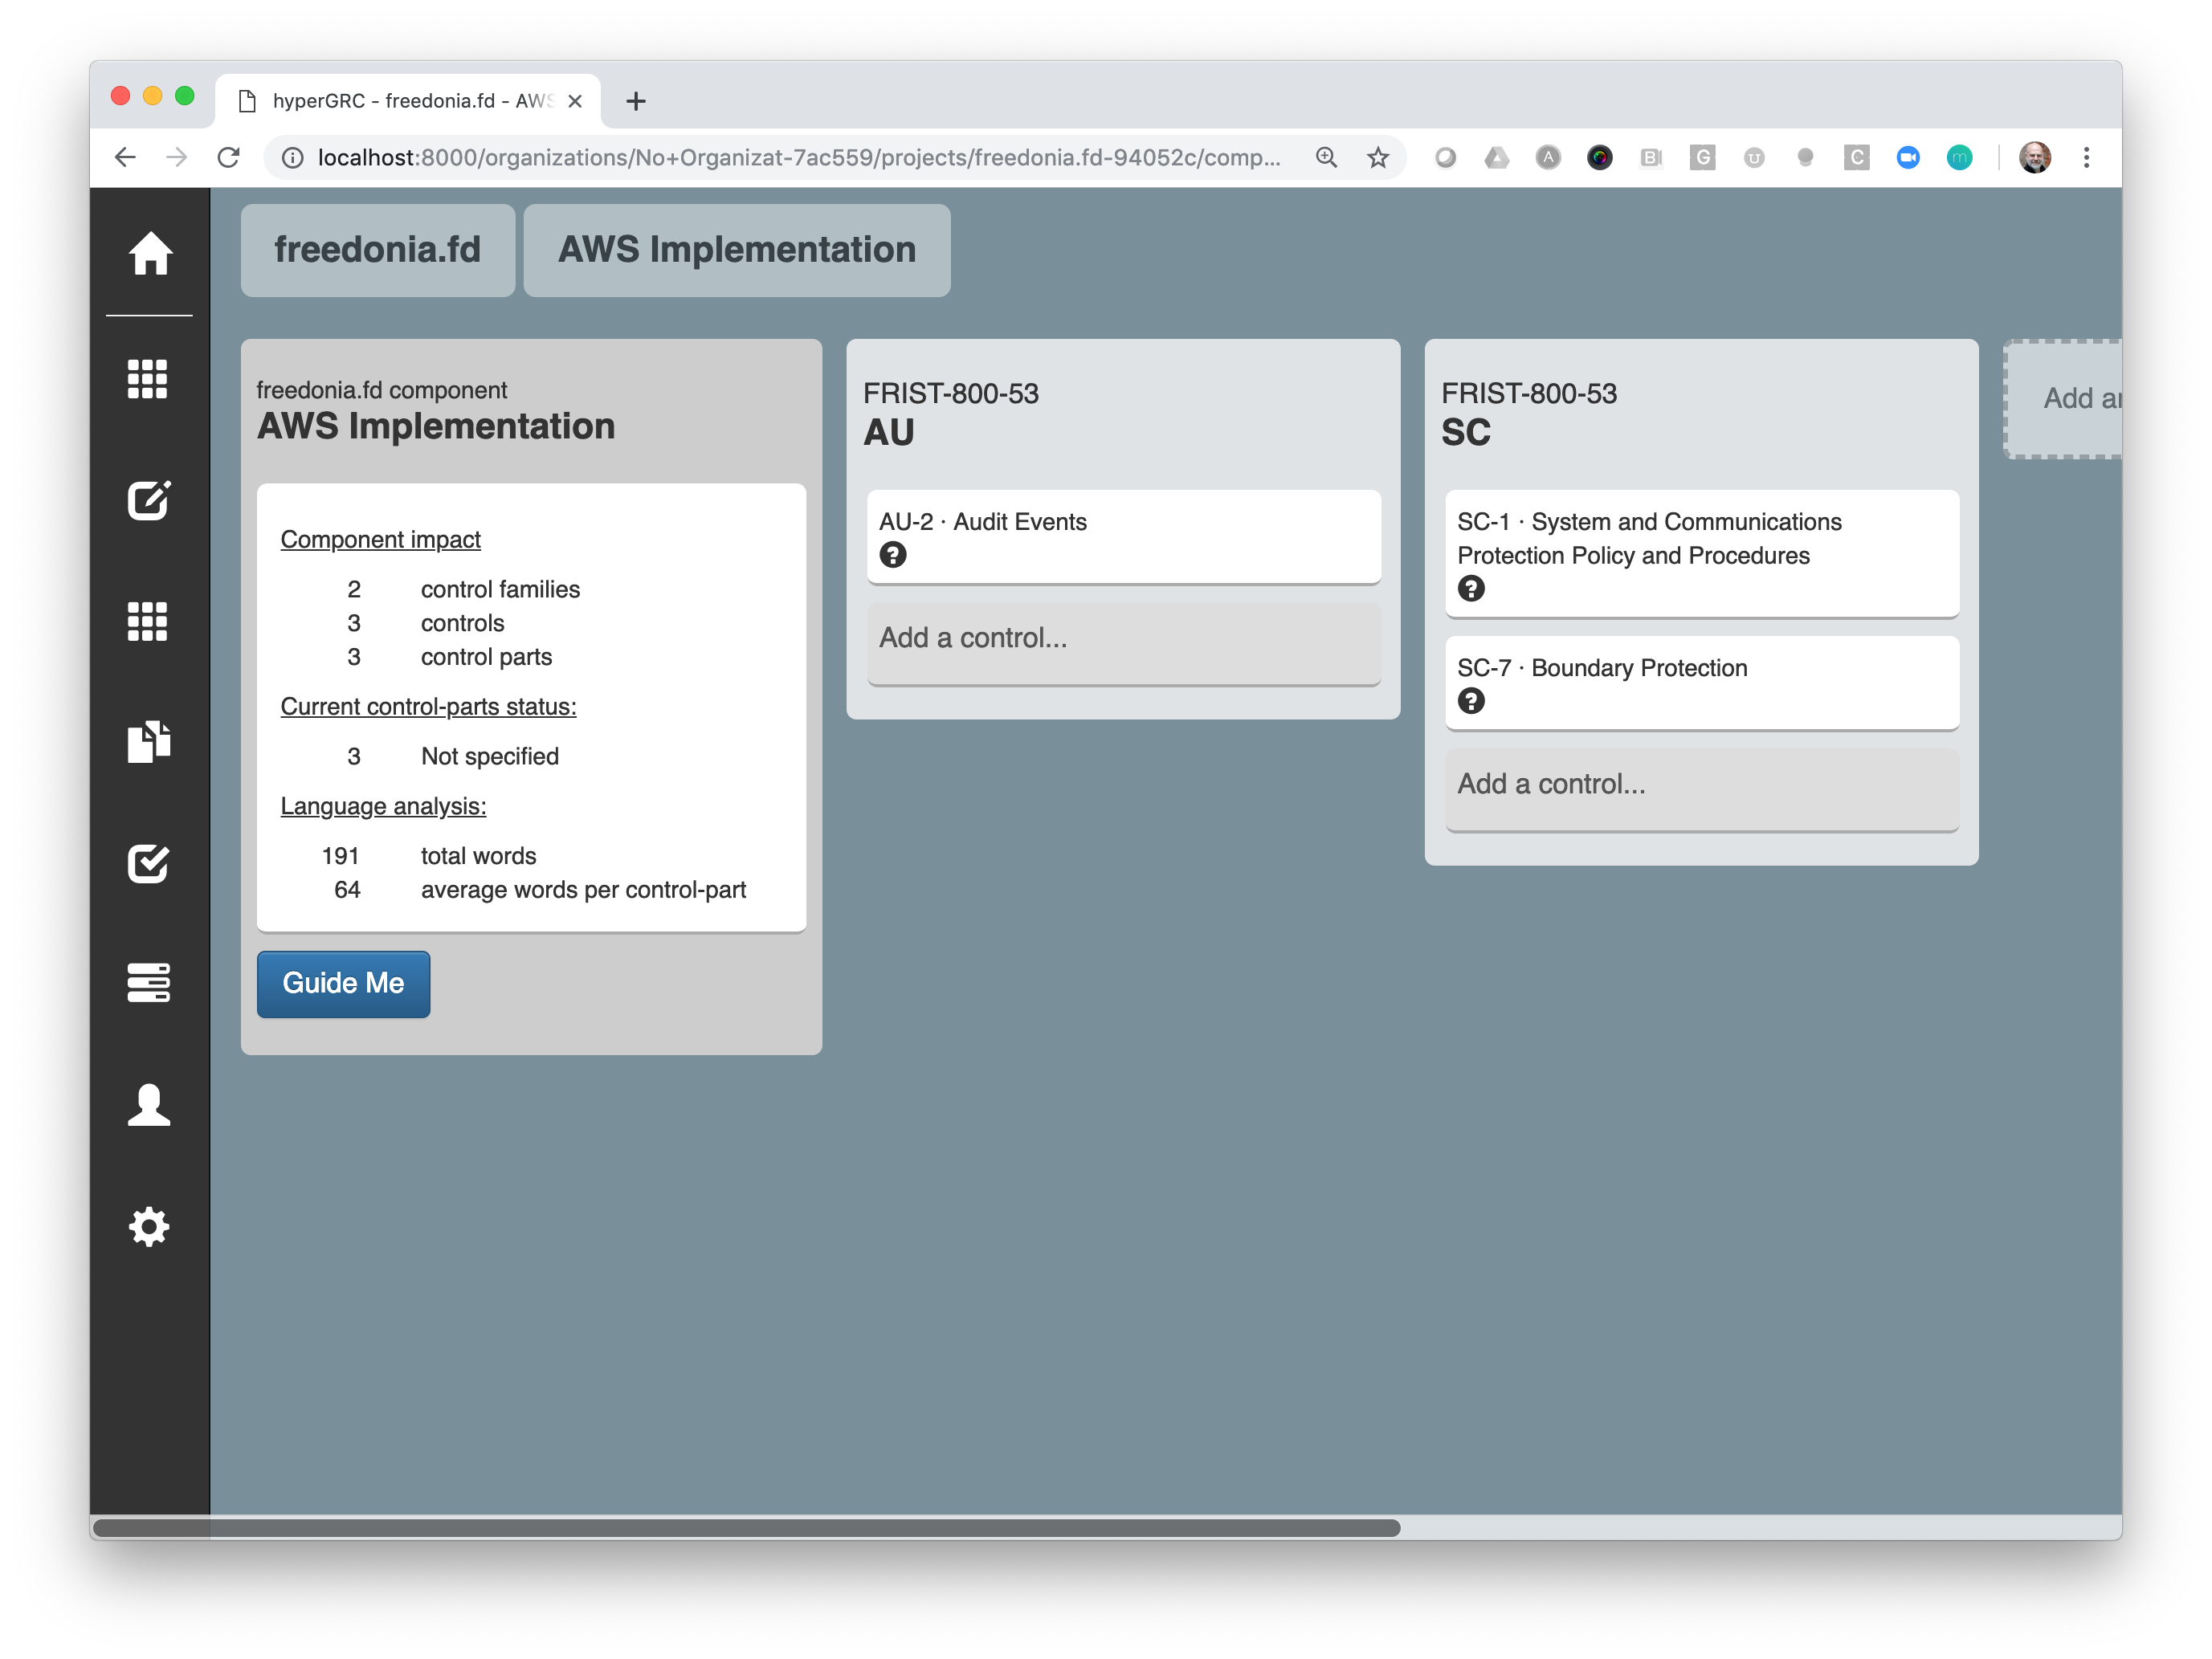 hyperGRC - freedonia.fd - AWS
localhost:8000/organizations/No+Organizat-7ac559/projects/freedonia.fd-94052c/comp...
freedonia.fd
AWS Implementation
freedonia.fd component
AWS Implementation
Component impact
2 control families
3 controls
3 control parts
Current control-parts status:
3 Not specified
Language analysis:
191 total words
64 average words per control-part
Guide Me
FRIST-800-53
AU
AU-2 · Audit Events
?
Add a control...
FRIST-800-53
SC
SC-1 · System and Communications
Protection Policy and Procedures
?
SC-7 · Boundary Protection
?
Add a control...
Add